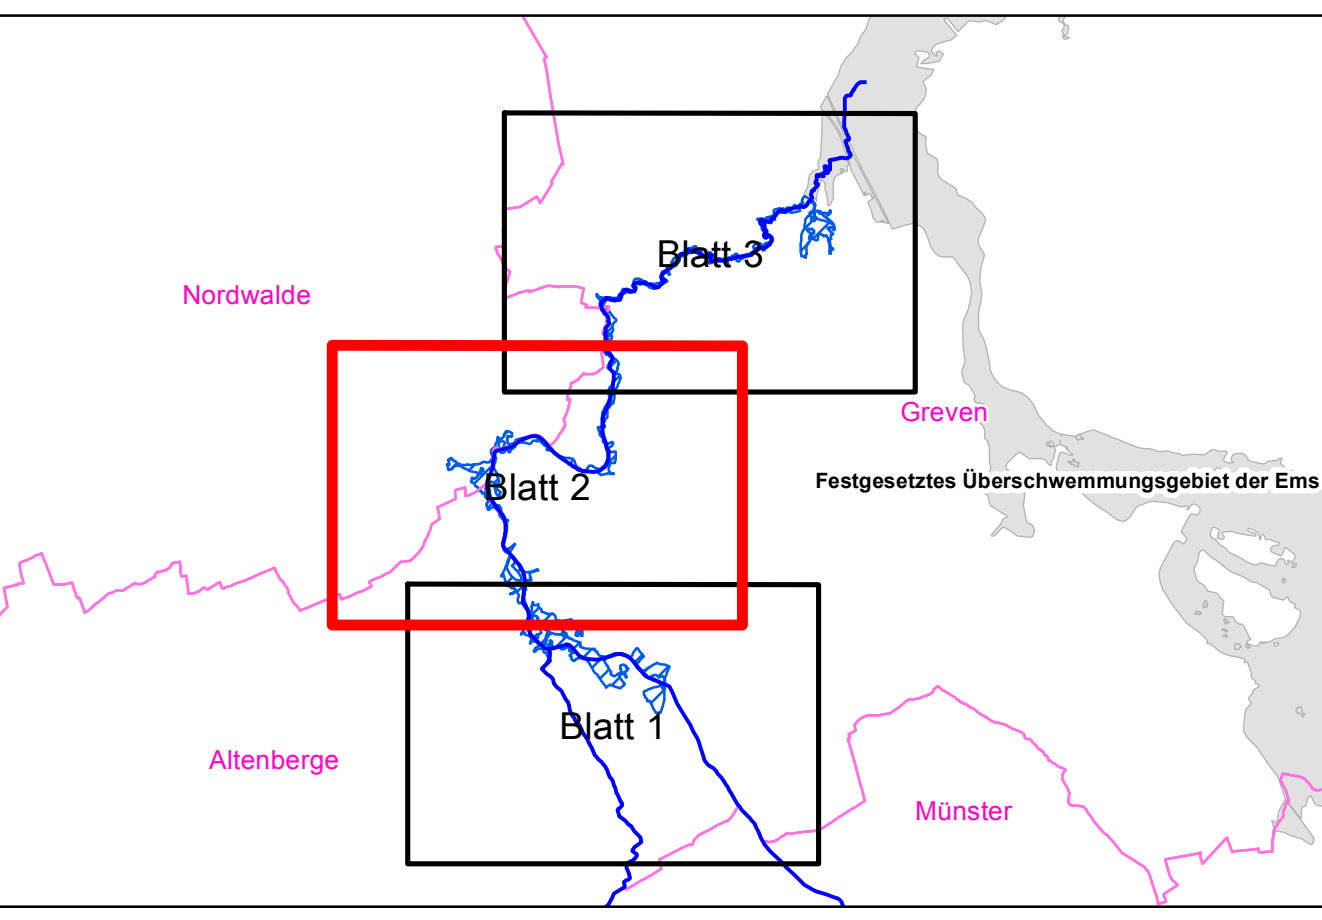 Blatt 3
Nordwalde
Greven
Festgesetztes Überschwemmungsgebiet der Ems
Blatt 2
Blatt 1
Altenberge
Münster